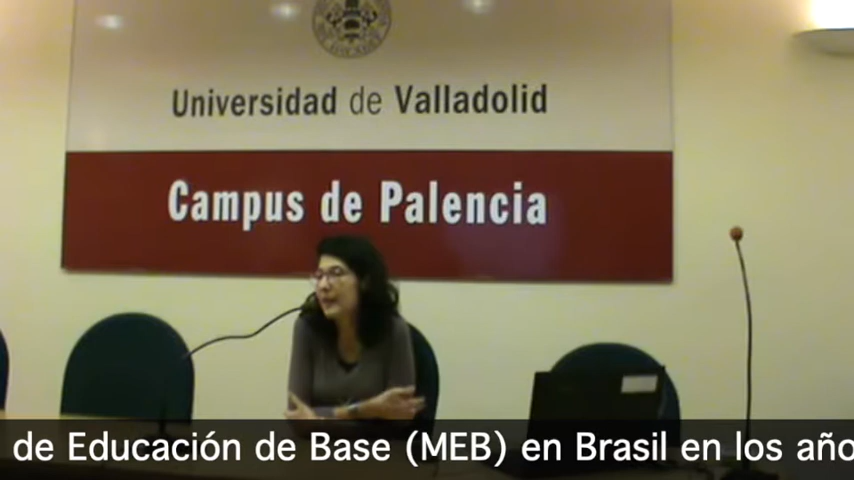 Universidad de Valladolid
Campus de Palencia
de Educación de Base (MEB) en Brasil en los año